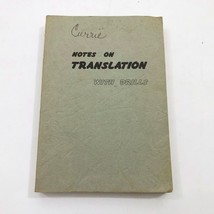 Currie
NOTES ON
TRANSLATION
WITH DRILLS